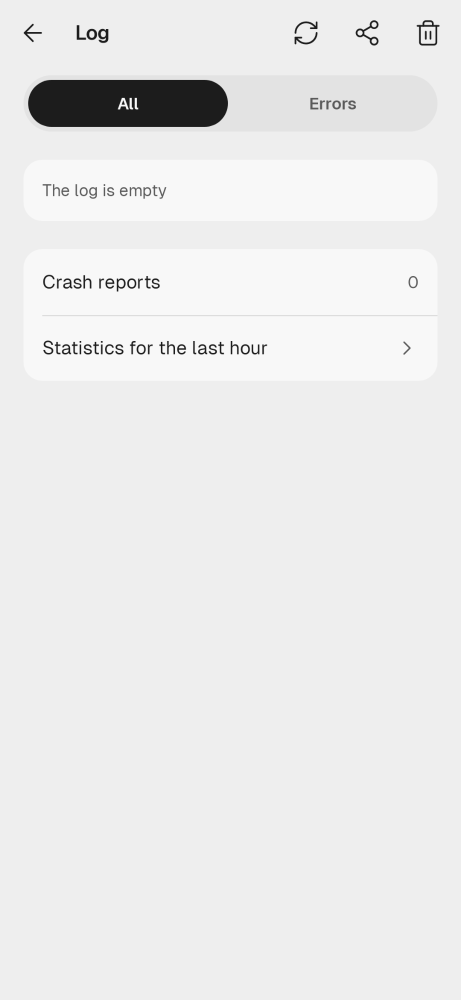 Log
All
Errors
The log is empty
Crash reports
0
Statistics for the last hour